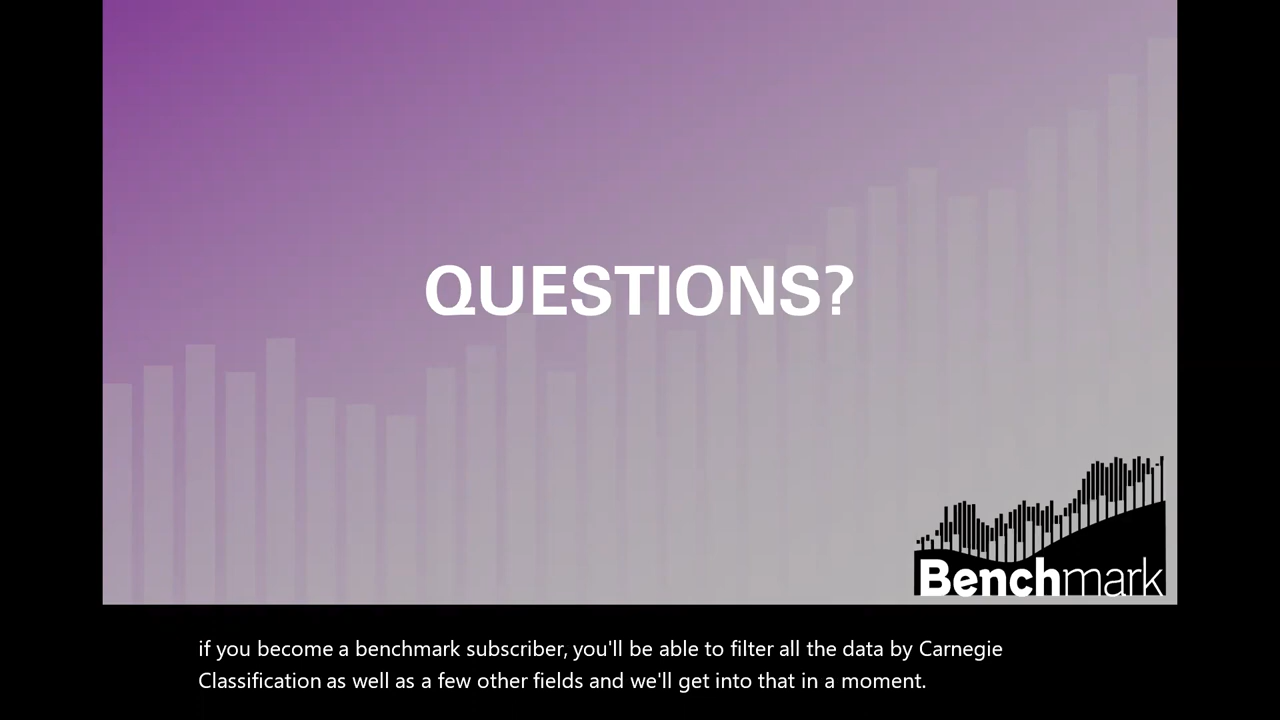 QUESTIONS?
Benchmark
if you become a benchmark subscriber, you'll be able to filter all the data by Carnegie
Classification as well as a few other fields and we'll get into that in a moment.